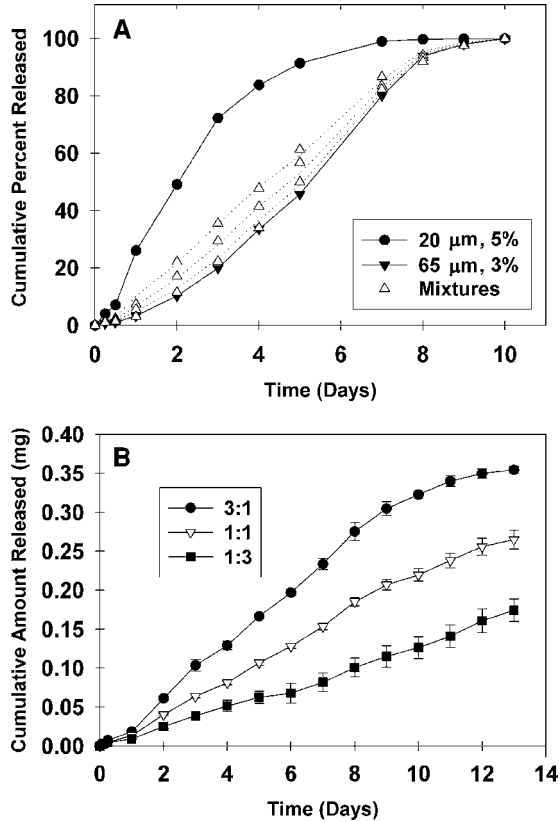 A
Cumulative Percent Released
100
80
60
40
20
0
20 μm, 5%
65 μm, 3%
Mixtures
0 2 4 6 8 10
Time (Days)
B
Cumulative Amount Released (mg)
0.40
0.35
0.30
0.25
0.20
0.15
0.10
0.05
0.00
3:1
1:1
1:3
0 2 4 6 8 10 12 14
Time (Days)